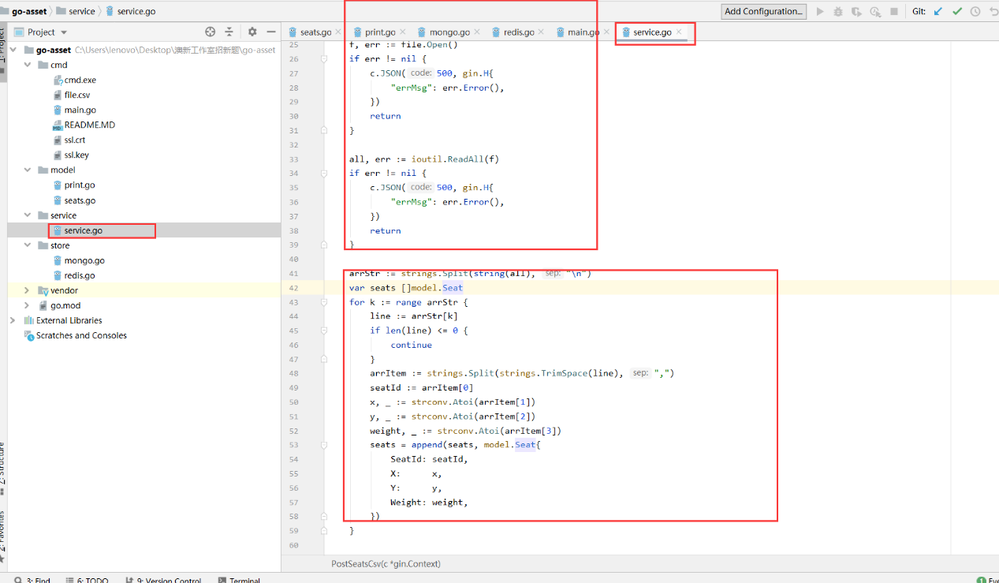 go-asset service service.go Add Configuration... Git:
Project
seats.go print.go mongo.go redis.go main.go service.go
go-asset C:\Users\lenovo\Desktop\澳新工作室招新题\go-asset
cmd
cmd.exe
file.csv
main.go
README.MD
ssl.crt
ssl.key
model
print.go
seats.go
service
service.go
store
mongo.go
redis.go
vendor
go.mod
External Libraries
Scratches and Consoles
25 f, err := file.Open()
26 if err != nil {
27 c.JSON( code: 500, gin.H{
28 "errMsg": err.Error(),
29 })
30 return
31 }
32
33 all, err := ioutil.ReadAll(f)
34 if err != nil {
35 c.JSON( code: 500, gin.H{
36 "errMsg": err.Error(),
37 })
38 return
39 }
40
41 arrStr := strings.Split(string(all), sep: "\n")
42 var seats []model.Seat
43 for k := range arrStr {
44 line := arrStr[k]
45 if len(line) <= 0 {
46 continue
47 }
48 arrItem := strings.Split(strings.TrimSpace(line), sep: ",")
49 seatId := arrItem[0]
50 x, _ := strconv.Atoi(arrItem[1])
51 y, _ := strconv.Atoi(arrItem[2])
52 weight, _ := strconv.Atoi(arrItem[3])
53 seats = append(seats, model.Seat{
54 SeatId: seatId,
55 X: x,
56 Y: y,
57 Weight: weight,
58 })
59 }
60
PostSeatsCsv(c *gin.Context)
3: Find 6: TODO 9: Version Control Terminal